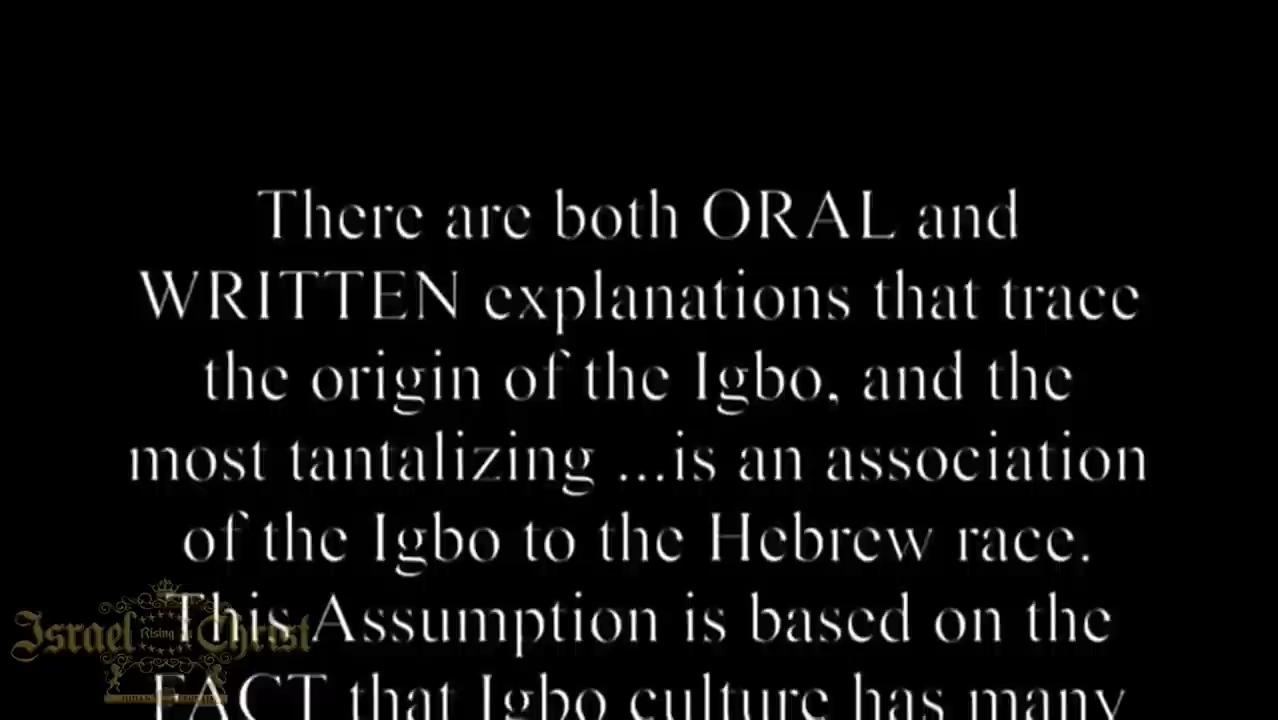 There are both ORAL and
WRITTEN explanations that trace
the origin of the Igbo, and the
most tantalizing ...is an association
of the Igbo to the Hebrew race.
This Assumption is based on the
FACT that Igbo culture has many
Israel Rising Christ